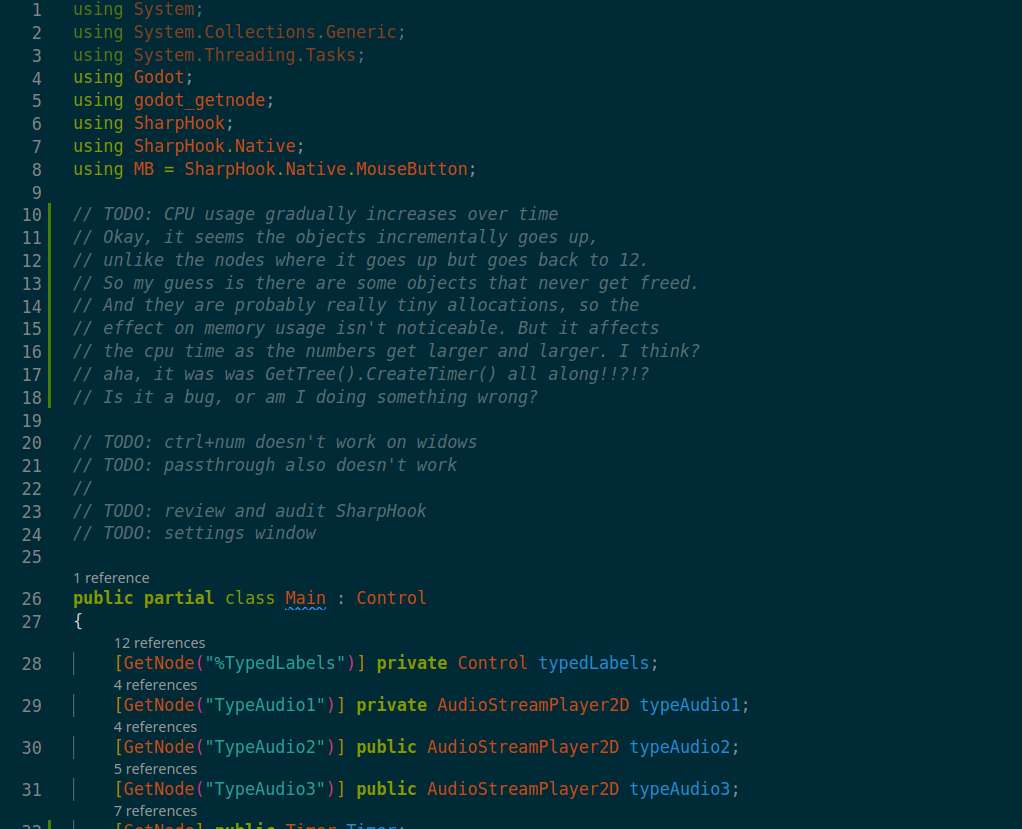 1 using System;
2 using System.Collections.Generic;
3 using System.Threading.Tasks;
4 using Godot;
5 using godot_getnode;
6 using SharpHook;
7 using SharpHook.Native;
8 using MB = SharpHook.Native.MouseButton;
9
10 // TODO: CPU usage gradually increases over time
11 // Okay, it seems the objects incrementally goes up,
12 // unlike the nodes where it goes up but goes back to 12.
13 // So my guess is there are some objects that never get freed.
14 // And they are probably really tiny allocations, so the
15 // effect on memory usage isn't noticeable. But it affects
16 // the cpu time as the numbers get larger and larger. I think?
17 // aha, it was was GetTree().CreateTimer() all along!!?!?
18 // Is it a bug, or am I doing something wrong?
19
20 // TODO: ctrl+num doesn't work on widows
21 // TODO: passthrough also doesn't work
22 //
23 // TODO: review and audit SharpHook
24 // TODO: settings window
25
1 reference
26 public partial class Main : Control
27 {
12 references
28 [GetNode("%TypedLabels")] private Control typedLabels;
4 references
29 [GetNode("TypeAudio1")] private AudioStreamPlayer2D typeAudio1;
4 references
30 [GetNode("TypeAudio2")] public AudioStreamPlayer2D typeAudio2;
5 references
31 [GetNode("TypeAudio3")] public AudioStreamPlayer2D typeAudio3;
7 references
32 [GetNode] public Timer Timer;